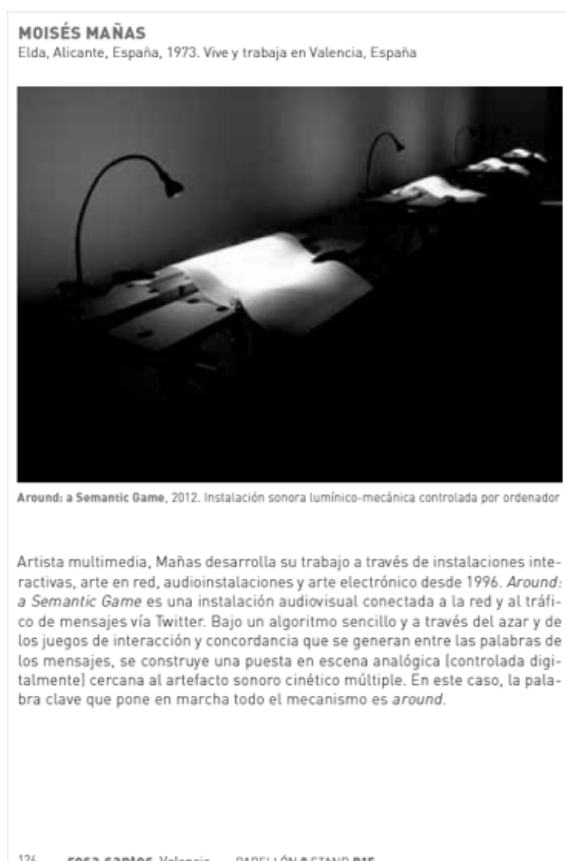 MOISÉS MAÑAS
Elda, Alicante, España, 1973. Vive y trabaja en Valencia, España
Around: a Semantic Game, 2012. Instalación sonora lumínico-mecánica controlada por ordenador
Artista multimedia, Mañas desarrolla su trabajo a través de instalaciones inte-
ractivas, arte en red, audioinstalaciones y arte electrónico desde 1996. Around:
a Semantic Game es una instalación audiovisual conectada a la red y al tráfi-
co de mensajes vía Twitter. Bajo un algoritmo sencillo y a través del azar y de
los juegos de interacción y concordancia que se generan entre las palabras de
los mensajes, se construye una puesta en escena analógica (controlada digi-
talmente) cercana al artefacto sonoro cinético múltiple. En este caso, la pala-
bra clave que pone en marcha todo el mecanismo es around.
126 rosa santos Valencia PABELLÓN 8 STAND